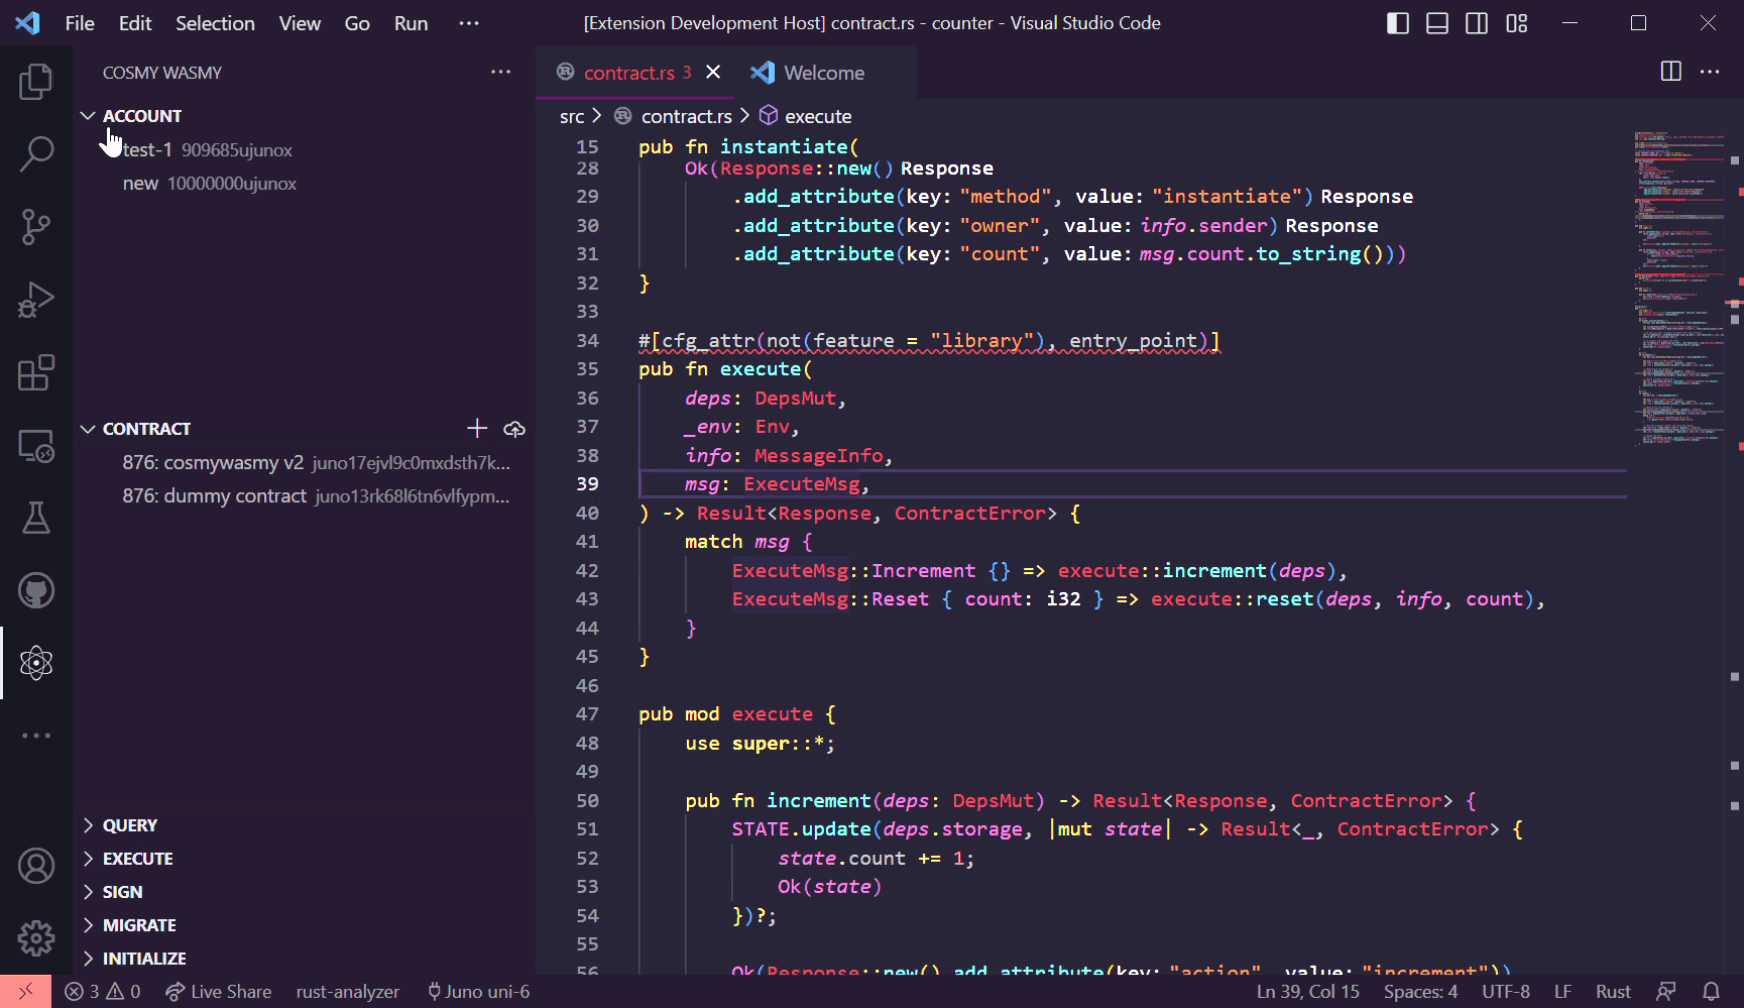 File Edit Selection View Go Run ··· [Extension Development Host] contract.rs - counter - Visual Studio Code
COSMY WASMY ···
ACCOUNT
test-1 909685ujunox
new 10000000ujunox
CONTRACT
876: cosmywasmy v2 juno17ejvl9c0mxdsth7k...
876: dummy contract juno13rk68l6tn6vlfypm...
QUERY
EXECUTE
SIGN
MIGRATE
INITIALIZE
contract.rs 3 Welcome
src > contract.rs > execute
15 pub fn instantiate(
28 Ok(Response::new() Response
29 .add_attribute(key: "method", value: "instantiate") Response
30 .add_attribute(key: "owner", value: info.sender) Response
31 .add_attribute(key: "count", value: msg.count.to_string()))
32 }
33
34 #[cfg_attr(not(feature = "library"), entry_point)]
35 pub fn execute(
36 deps: DepsMut,
37 _env: Env,
38 info: MessageInfo,
39 msg: ExecuteMsg,
40 ) -> Result<Response, ContractError> {
41 match msg {
42 ExecuteMsg::Increment {} => execute::increment(deps),
43 ExecuteMsg::Reset { count: i32 } => execute::reset(deps, info, count),
44 }
45 }
46
47 pub mod execute {
48 use super::*;
49
50 pub fn increment(deps: DepsMut) -> Result<Response, ContractError> {
51 STATE.update(deps.storage, |mut state| -> Result<_, ContractError> {
52 state.count += 1;
53 Ok(state)
54 })?;
55
56 Ok(Response::new().add_attribute(key: "action", value: "increment"))
3 0 Live Share rust-analyzer Juno uni-6 Ln 39, Col 15 Spaces: 4 UTF-8 LF Rust